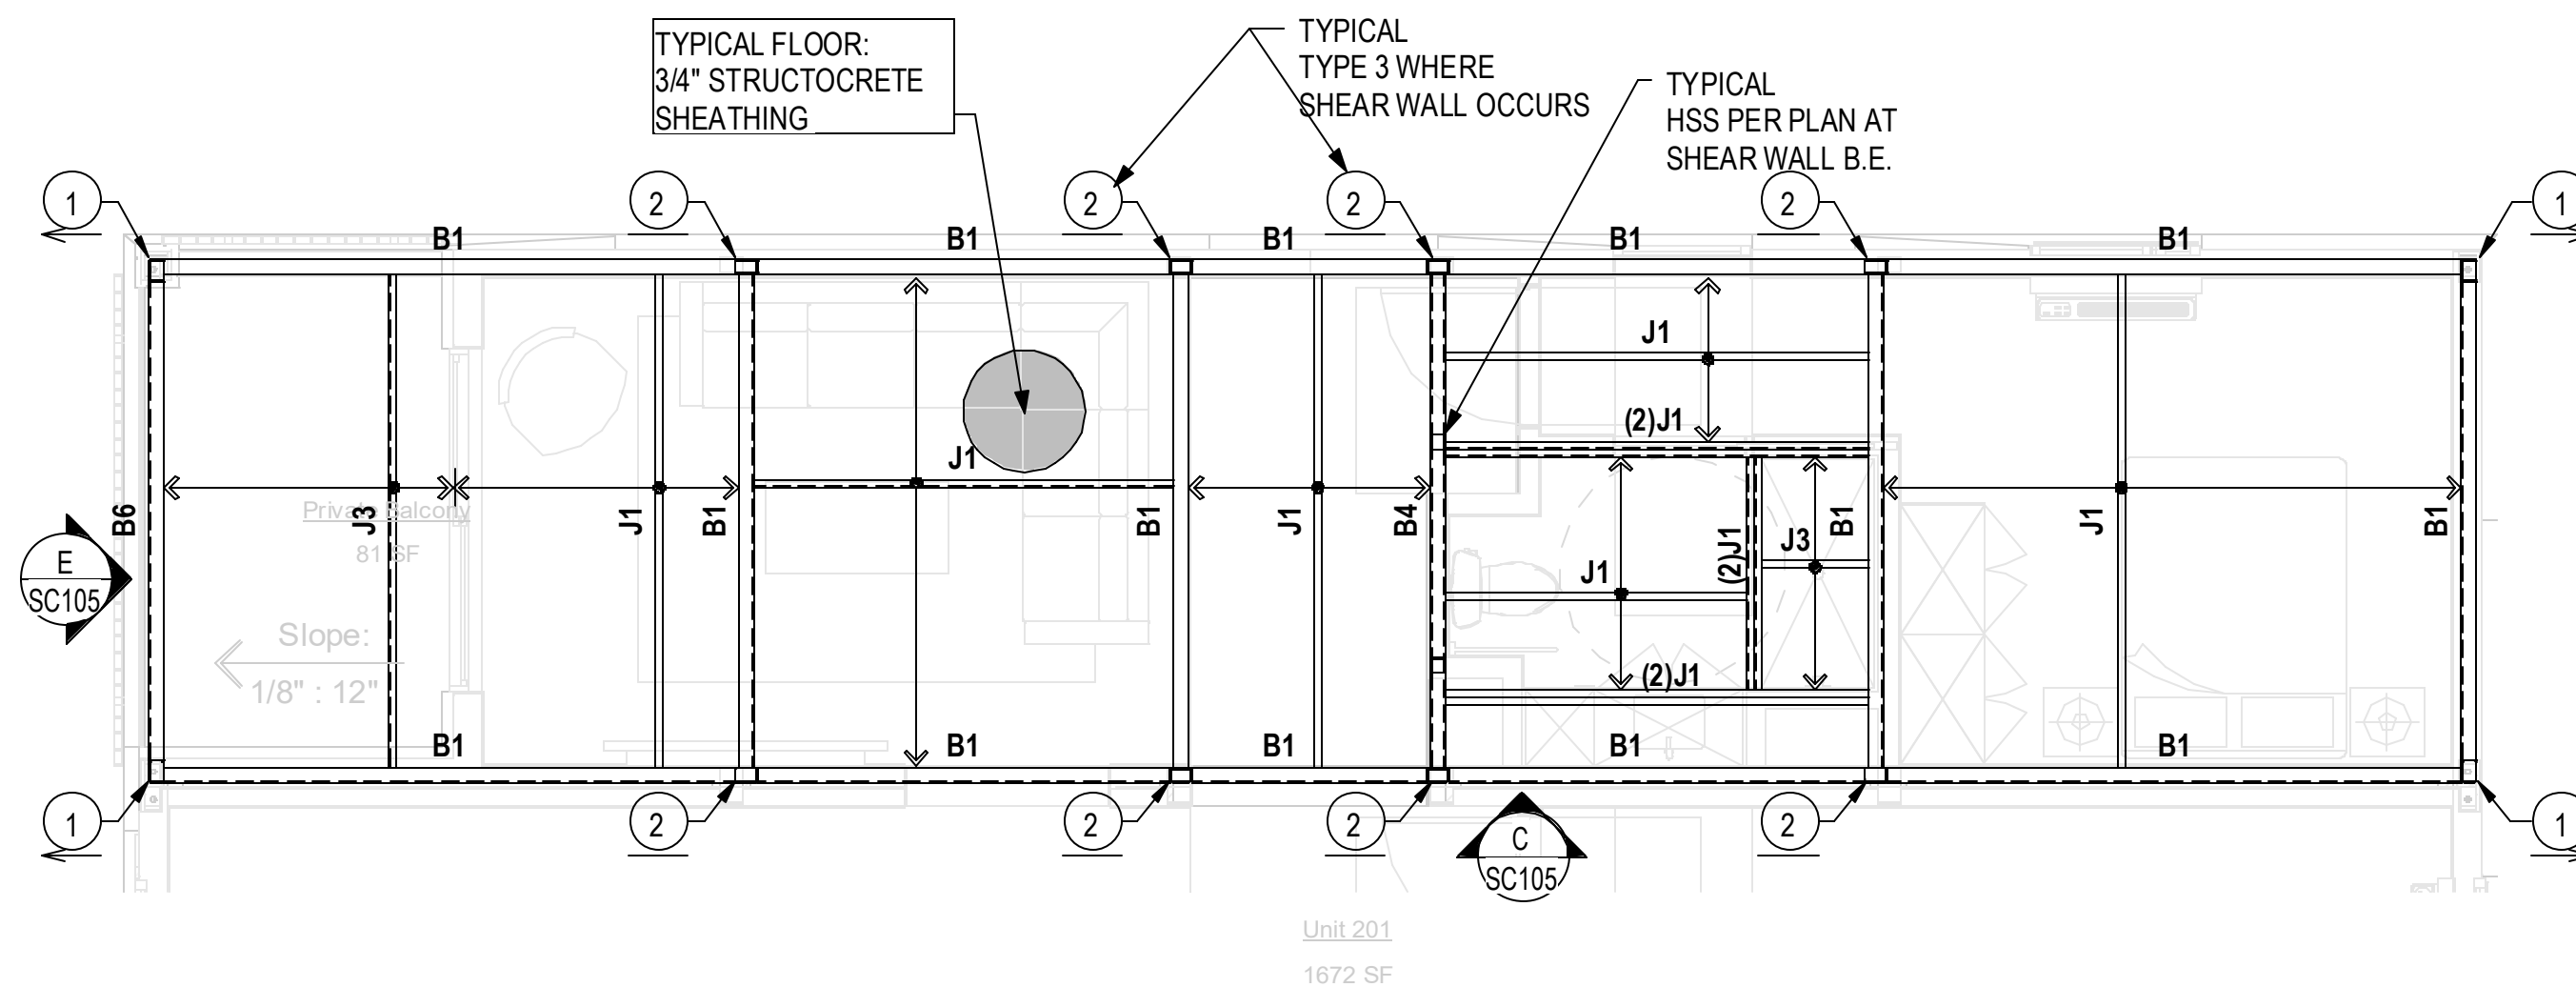 TYPICAL FLOOR:
3/4" STRUCTOCRETE
SHEATHING
TYPICAL
TYPE 3 WHERE
SHEAR WALL OCCURS
TYPICAL
HSS PER PLAN AT
SHEAR WALL B.E.
1
2
2
2
2
1
B1
B1
B1
B1
B1
J1
(2)J1
J1
B6
Private Balcony
81 SF
J3
J1
B1
B1
J1
B4
J1
(2)J1
J3
B1
J1
B1
E
SC105
Slope:
1/8" : 12"
(2)J1
B1
B1
B1
B1
B1
1
2
2
2
2
1
C
SC105
Unit 201
1672 SF